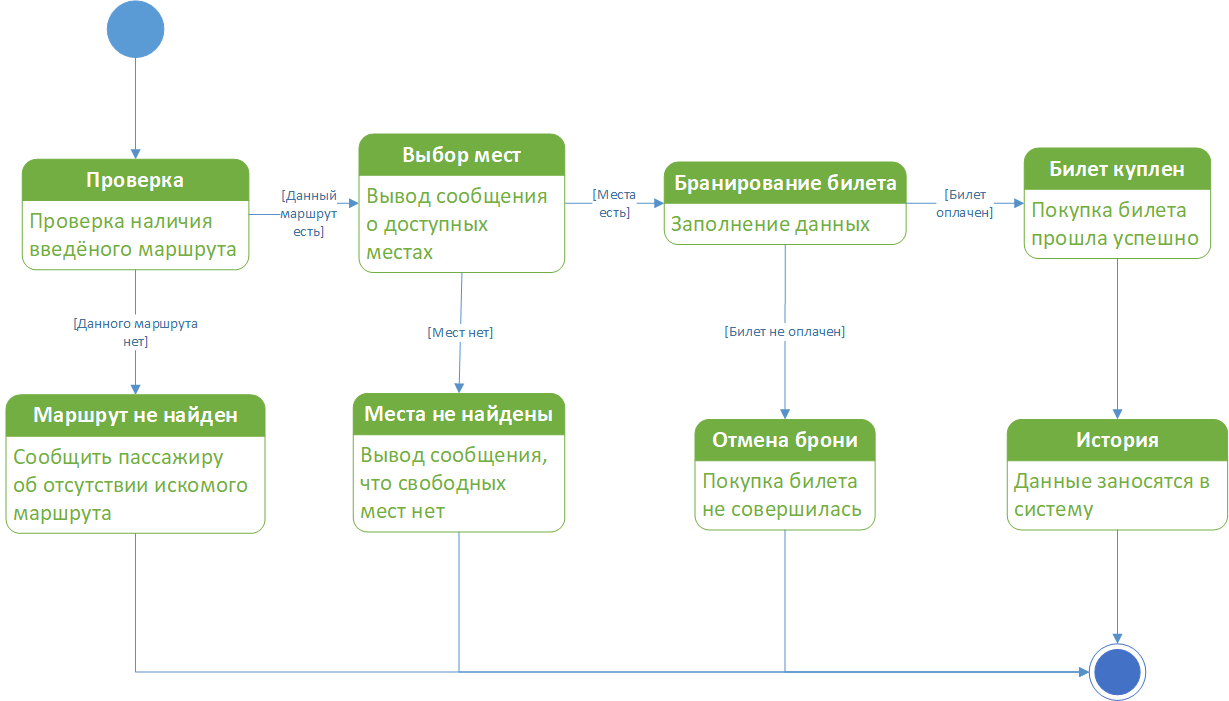 Проверка
Проверка наличия
введёного маршрута
[Данный
маршрут
есть]
Выбор мест
Вывод сообщения
о доступных
местах
[Места
есть]
Бранирование билета
Заполнение данных
[Билет
оплачен]
Билет куплен
Покупка билета
прошла успешно
[Данного маршрута
нет]
[Мест нет]
[Билет не оплачен]
Маршрут не найден
Сообщить пассажиру
об отсутствии искомого
маршрута
Места не найдены
Вывод сообщения,
что свободных
мест нет
Отмена брони
Покупка билета
не совершилась
История
Данные заносятся в
систему